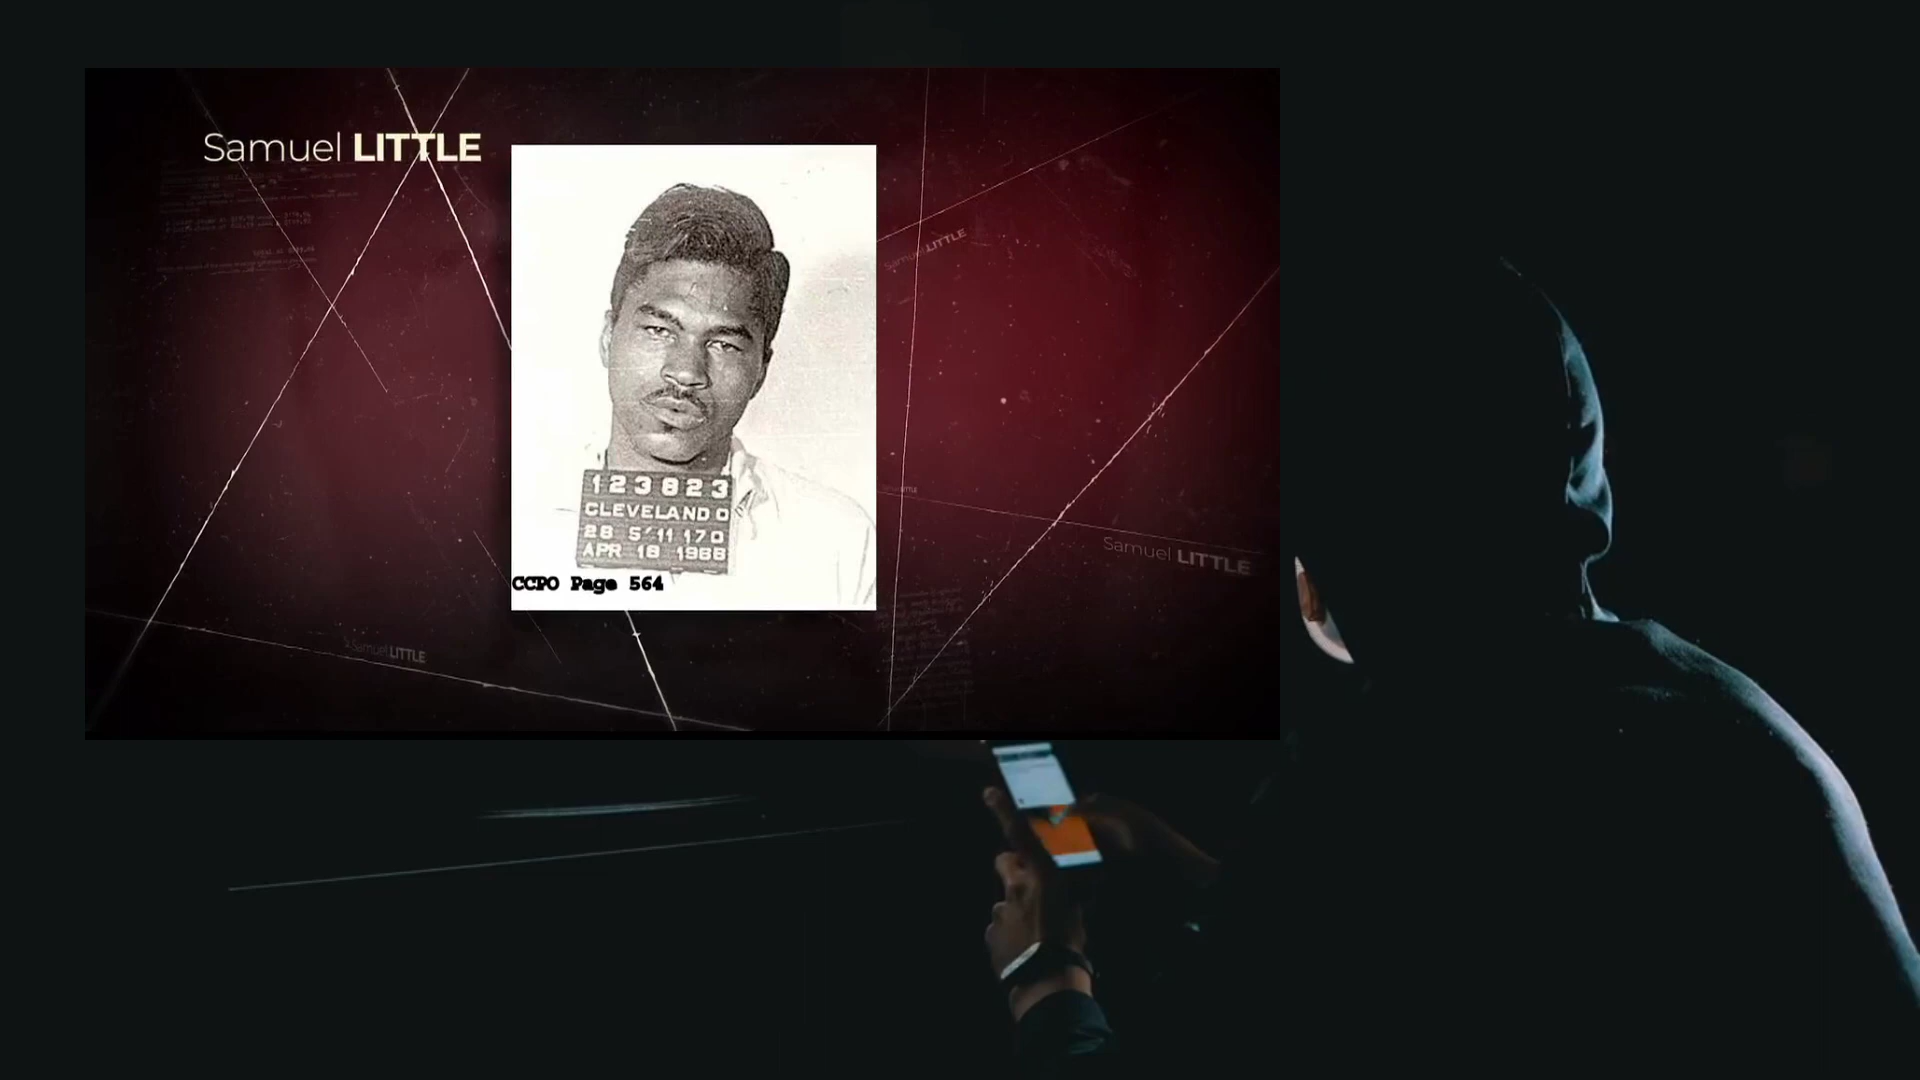 Samuel LITTLE
Samuel LITTLE
123823
CLEVELAND O
28 5'11 170
APR 18 1968
CCPO Page 564
Samuel LITTLE
Samuel LITTLE